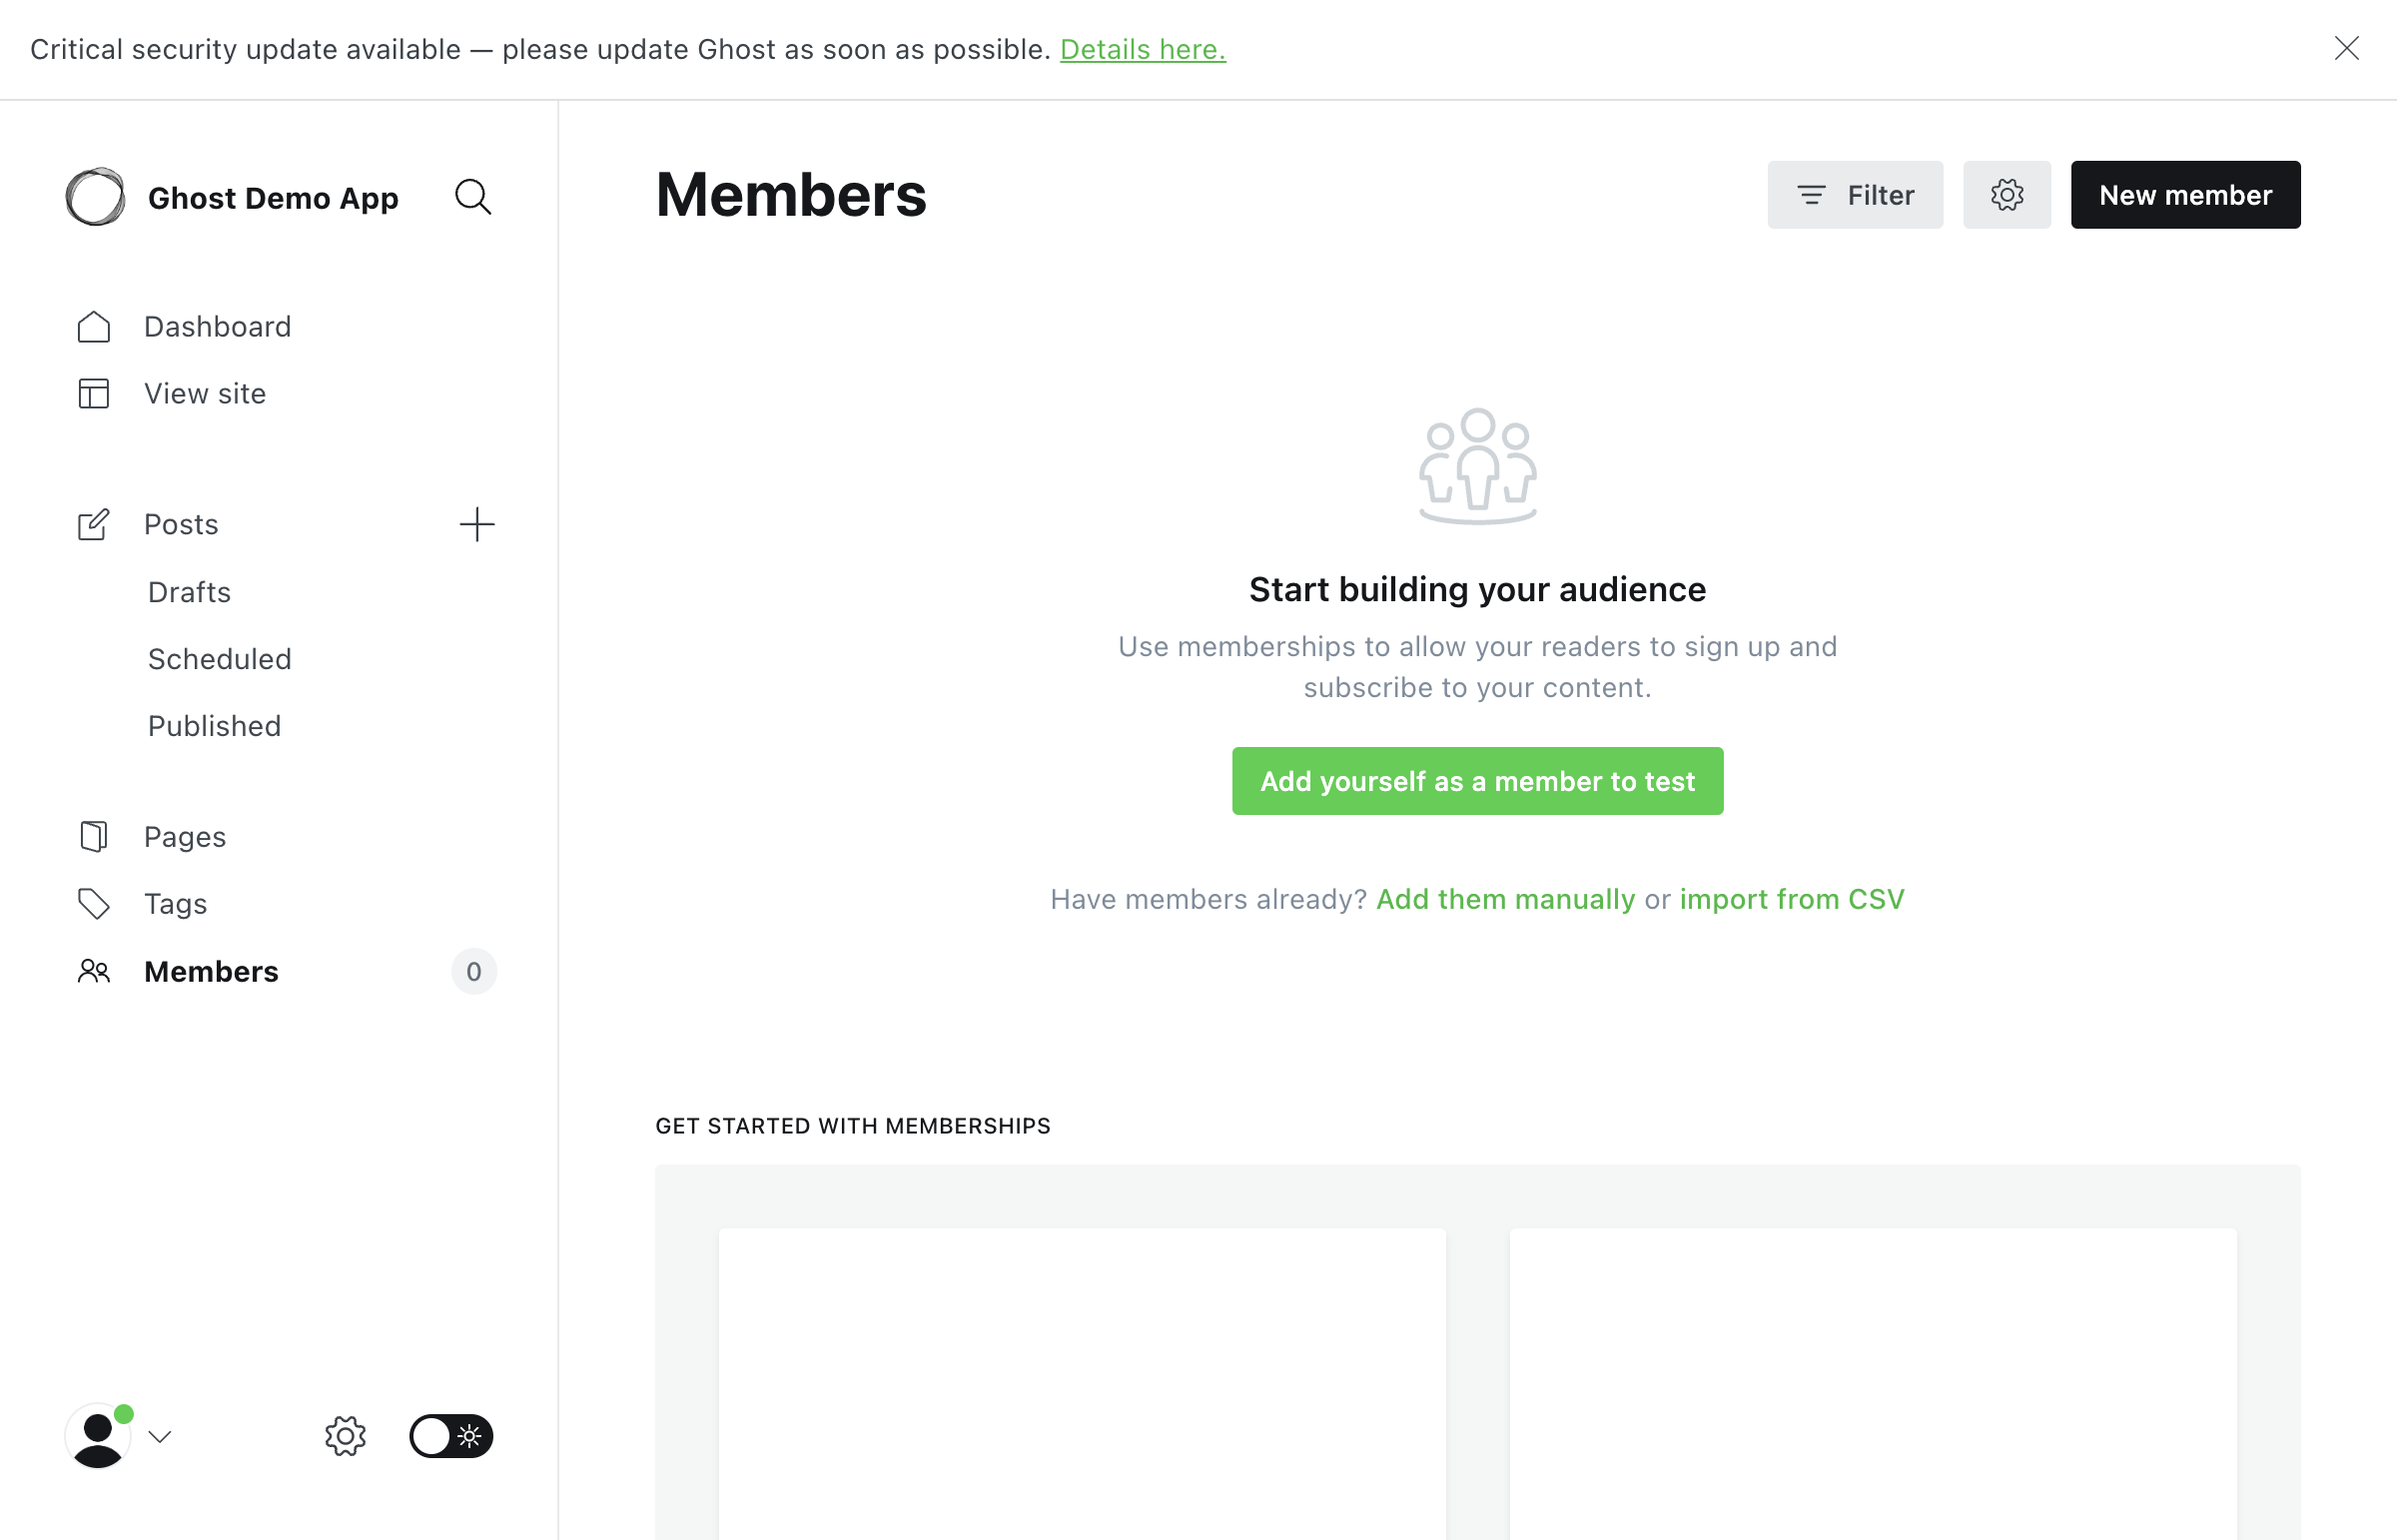 Critical security update available — please update Ghost as soon as possible. Details here.
Ghost Demo App
Dashboard
View site
Posts
Drafts
Scheduled
Published
Pages
Tags
Members
0
Members
Filter
New member
Start building your audience
Use memberships to allow your readers to sign up and
subscribe to your content.
Add yourself as a member to test
Have members already? Add them manually or import from CSV
GET STARTED WITH MEMBERSHIPS